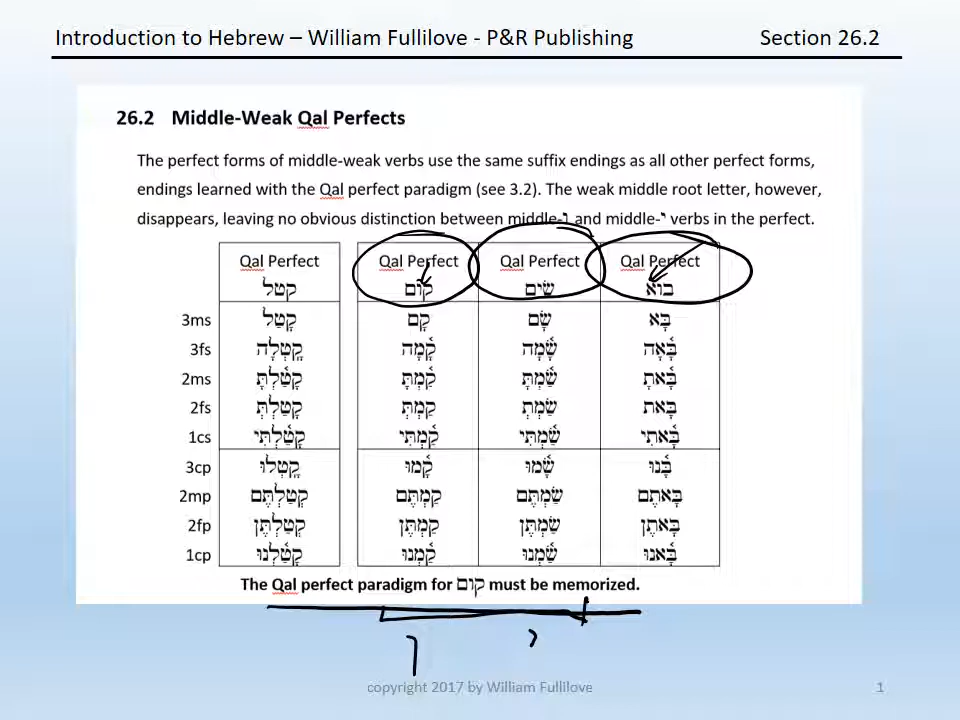 Introduction to Hebrew – William Fullilove - P&R Publishing Section 26.2
26.2 Middle-Weak Qal Perfects
The perfect forms of middle-weak verbs use the same suffix endings as all other perfect forms,
endings learned with the Qal perfect paradigm (see 3.2). The weak middle root letter, however,
disappears, leaving no obvious distinction between middle-ו and middle-י verbs in the perfect.
Qal Perfect Qal Perfect Qal Perfect Qal Perfect
קטל קוֹם שִׂים בוֹא
3ms קָטַל קָם שָׂם בָּא
3fs קָֽטְלָה קָ֫מָה שָׂ֫מָה בָּ֫אָה
2ms קָטַ֫לְתָּ קַ֫מְתָּ שַׂ֫מְתָּ בָּ֫אתָ
2fs קָטַלְתְּ קַמְתְּ שַׂמְתְּ בָּאת
1cs קָטַ֫לְתִּי קַ֫מְתִּי שַׂ֫מְתִּי בָּ֫אתִי
3cp קָֽטְלוּ קָ֫מוּ שָׂ֫מוּ בָּ֫נוּ
2mp קְטַלְתֶּם קַמְתֶּם שַׂמְתֶּם בָּאתֶם
2fp קְטַלְתֶּן קַמְתֶּן שַׂמְתֶּן בָּאתֶן
1cp קָטַ֫לְנוּ קַ֫מְנוּ שַׂ֫מְנוּ בָּ֫אנוּ
The Qal perfect paradigm for קום must be memorized.
ו י
copyright 2017 by William Fullilove 1